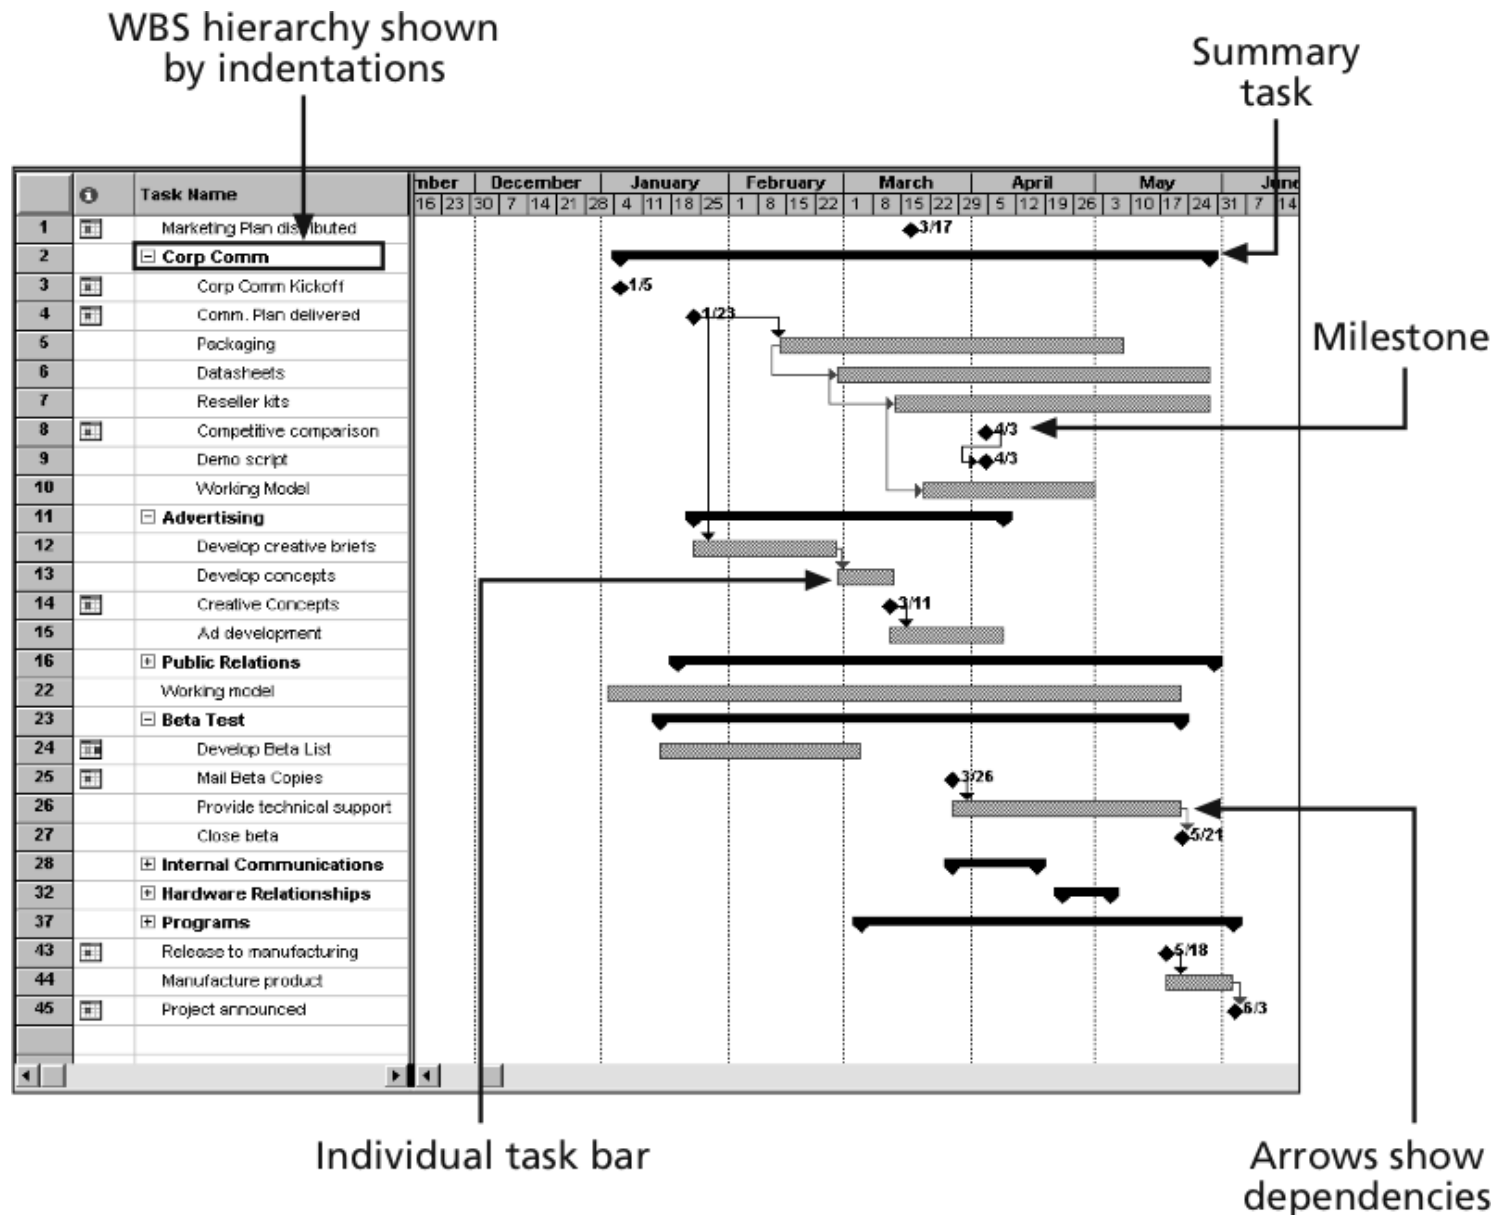 WBS hierarchy shown
by indentations
Summary
task
Task Name
mber December January February March April May June
16 23 30 7 14 21 28 4 11 18 25 1 8 15 22 1 8 15 22 29 5 12 19 26 3 10 17 24 31 7 14
1 Marketing Plan distributed 3/17
2 Corp Comm
3 Corp Comm Kickoff 1/5
4 Comm. Plan delivered 1/23
5 Packaging
Milestone
6 Datasheets
7 Reseller kits
8 Competitive comparison 4/3
9 Demo script 4/3
10 Working Model
11 Advertising
12 Develop creative briefs
13 Develop concepts
14 Creative Concepts 3/11
15 Ad development
16 Public Relations
22 Working model
23 Beta Test
24 Develop Beta List
25 Mail Beta Copies 3/26
26 Provide technical support
27 Close beta 5/21
28 Internal Communications
32 Hardware Relationships
37 Programs
43 Release to manufacturing 5/18
44 Manufacture product
45 Project announced 6/3
Individual task bar
Arrows show
dependencies